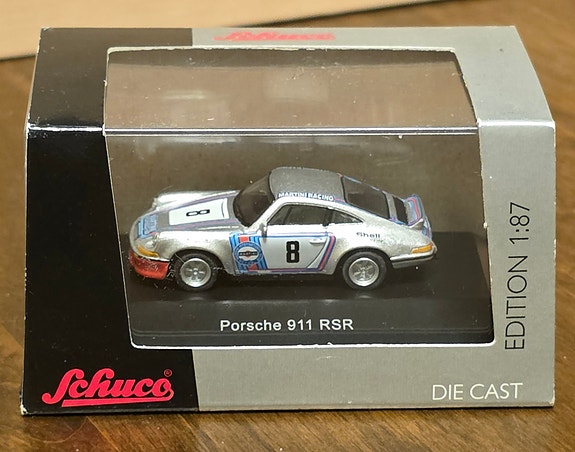 Schuco
MARTINI RACING
8
8
Shell
Porsche 911 RSR
EDITION 1:87
Schuco®
DIE CAST